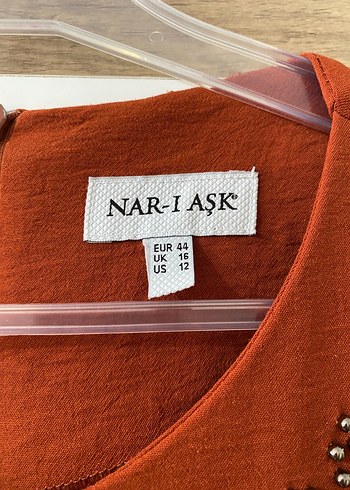 NAR-I AŞK®
EUR 44
UK 16
US 12